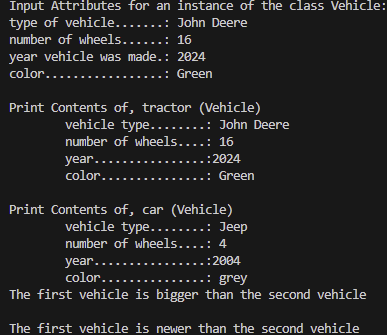 Input Attributes for an instance of the class Vehicle:
type of vehicle.......: John Deere
number of wheels......: 16
year vehicle was made.: 2024
color.................: Green
Print Contents of, tractor (Vehicle)
vehicle type........: John Deere
number of wheels....: 16
year................:2024
color...............: Green
Print Contents of, car (Vehicle)
vehicle type........: Jeep
number of wheels....: 4
year................:2004
color...............: grey
The first vehicle is bigger than the second vehicle
The first vehicle is newer than the second vehicle